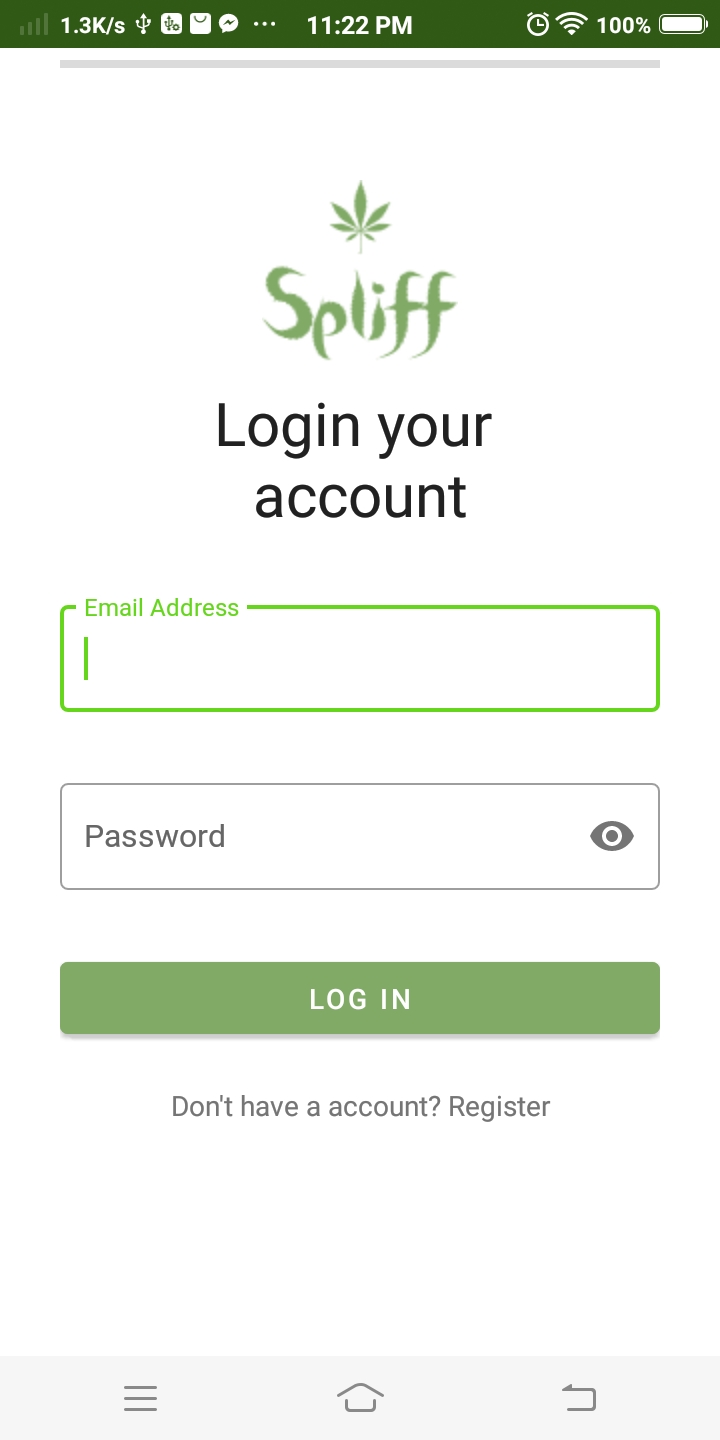 1.3K/s 11:22 PM 100%
Spliff
Login your
account
Email Address
Password
LOG IN
Don't have a account? Register